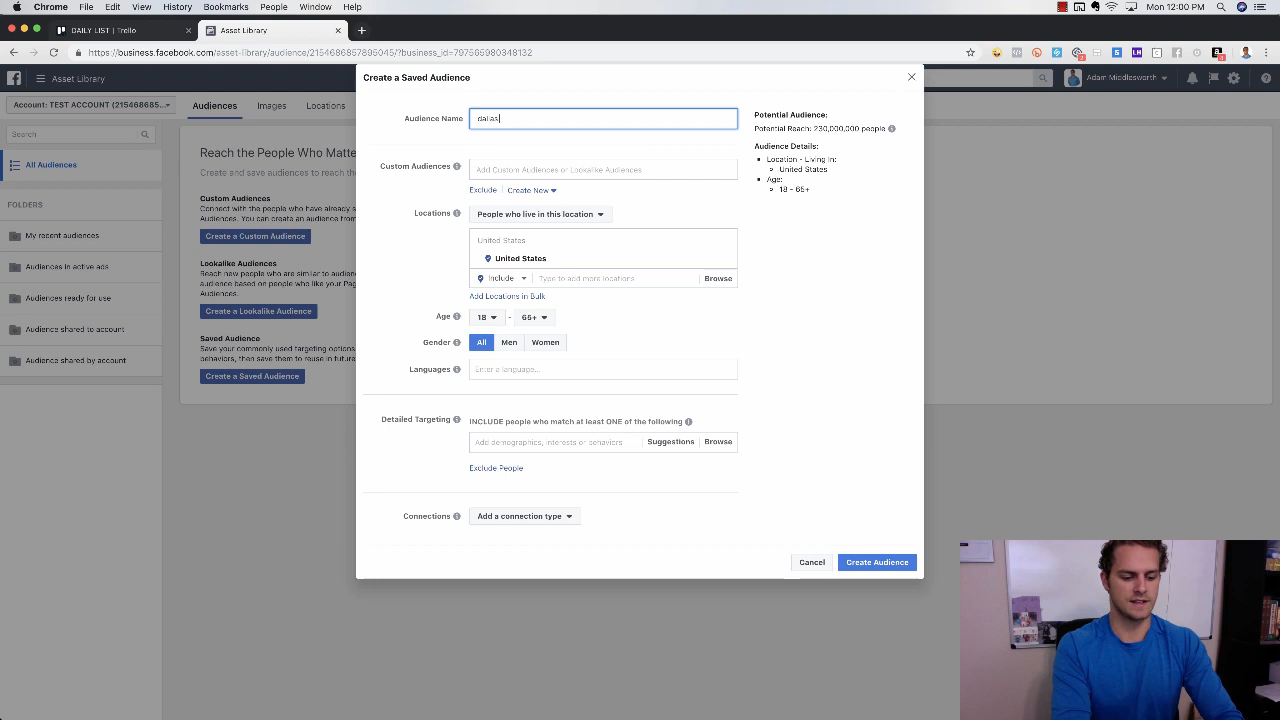 Chrome File Edit View History Bookmarks People Window Help
Mon 12:00 PM
DAILY LIST | Trello
Asset Library
https://business.facebook.com/asset-library/audience/2154686857895045/?business_id=797565980348132
Asset Library
Adam Middlesworth
Account: TEST ACCOUNT (215468685...
Audiences Images Locations
Search
All Audiences
FOLDERS
My recent audiences
Audiences in active ads
Audiences ready for use
Audience shared to account
Audience shared by account
Reach the People Who Matte
Create and save audiences to reach the
Custom Audiences
Connect with the people who have already s
Audiences. You can create an audience from
Create a Custom Audience
Lookalike Audiences
Reach new people who are similar to audienc
audience based on people who like your Page
Audiences.
Create a Lookalike Audience
Saved Audience
Save your commonly used targeting options
behaviors, then save them to reuse in future
Create a Saved Audience
Create a Saved Audience
Audience Name
dallas
Custom Audiences
Add Custom Audiences or Lookalike Audiences
Exclude Create New
Locations
People who live in this location
United States
United States
Include Type to add more locations Browse
Add Locations in Bulk
Age 18 - 65+
Gender All Men Women
Languages Enter a language...
Detailed Targeting
INCLUDE people who match at least ONE of the following
Add demographics, interests or behaviors Suggestions Browse
Exclude People
Connections Add a connection type
Potential Audience:
Potential Reach: 230,000,000 people
Audience Details:
Location - Living In:
United States
Age:
18 - 65+
Cancel Create Audience